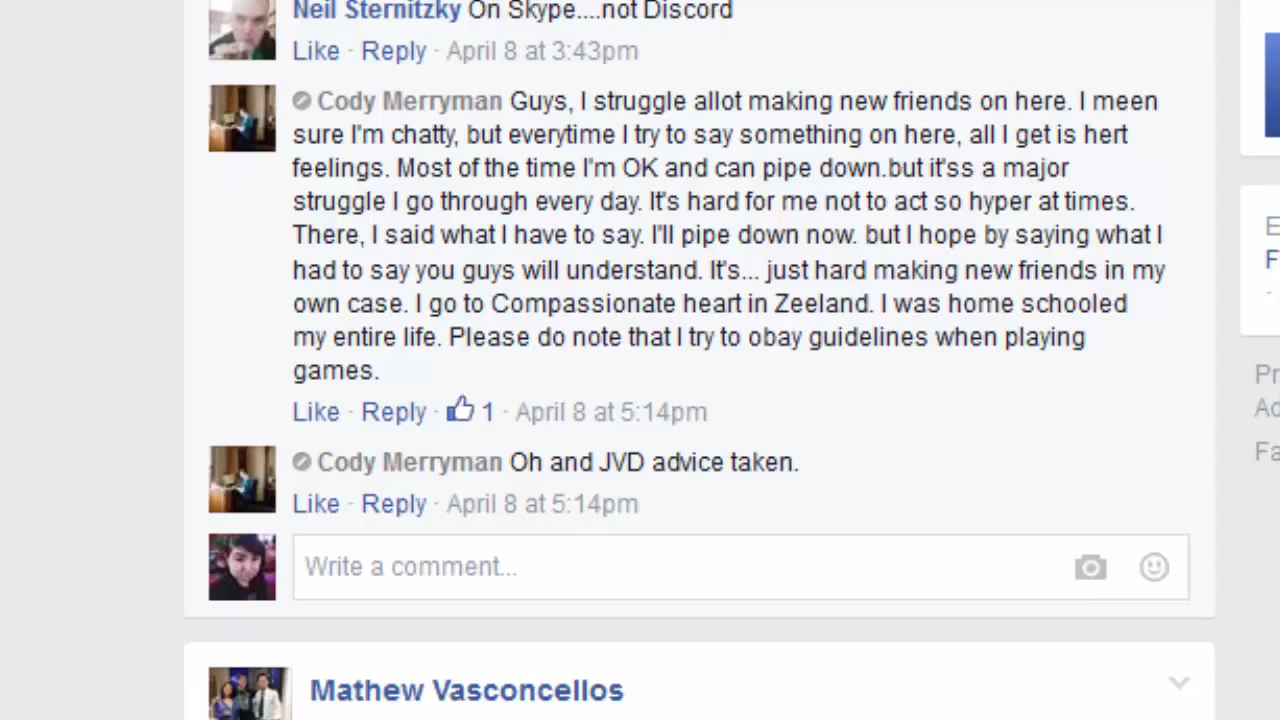 Neil Sternitzky On Skype....not Discord
Like · Reply · April 8 at 3:43pm
Cody Merryman Guys, I struggle allot making new friends on here. I meen
sure I'm chatty, but everytime I try to say something on here, all I get is hert
feelings. Most of the time I'm OK and can pipe down.but it'ss a major
struggle I go through every day. It's hard for me not to act so hyper at times.
There, I said what I have to say. I'll pipe down now. but I hope by saying what I
had to say you guys will understand. It's... just hard making new friends in my
own case. I go to Compassionate heart in Zeeland. I was home schooled
my entire life. Please do note that I try to obay guidelines when playing
games.
Like · Reply · 1 · April 8 at 5:14pm
Cody Merryman Oh and JVD advice taken.
Like · Reply · April 8 at 5:14pm
Write a comment...
Mathew Vasconcellos